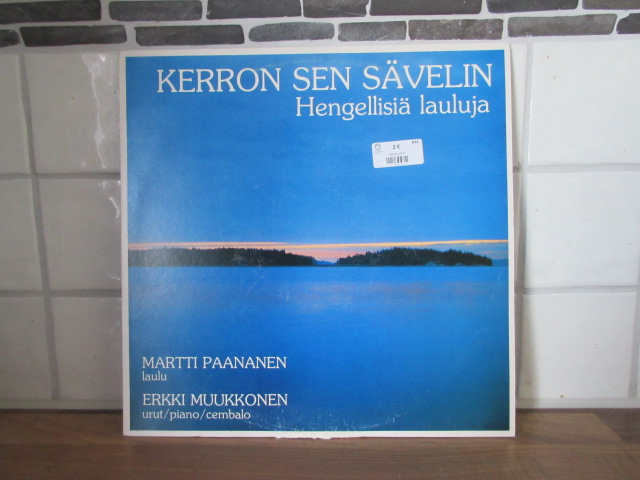 KERRON SEN SÄVELIN
Hengellisiä lauluja
2 €
MARTTI PAANANEN
laulu
ERKKI MUUKKONEN
urut/piano/cembalo